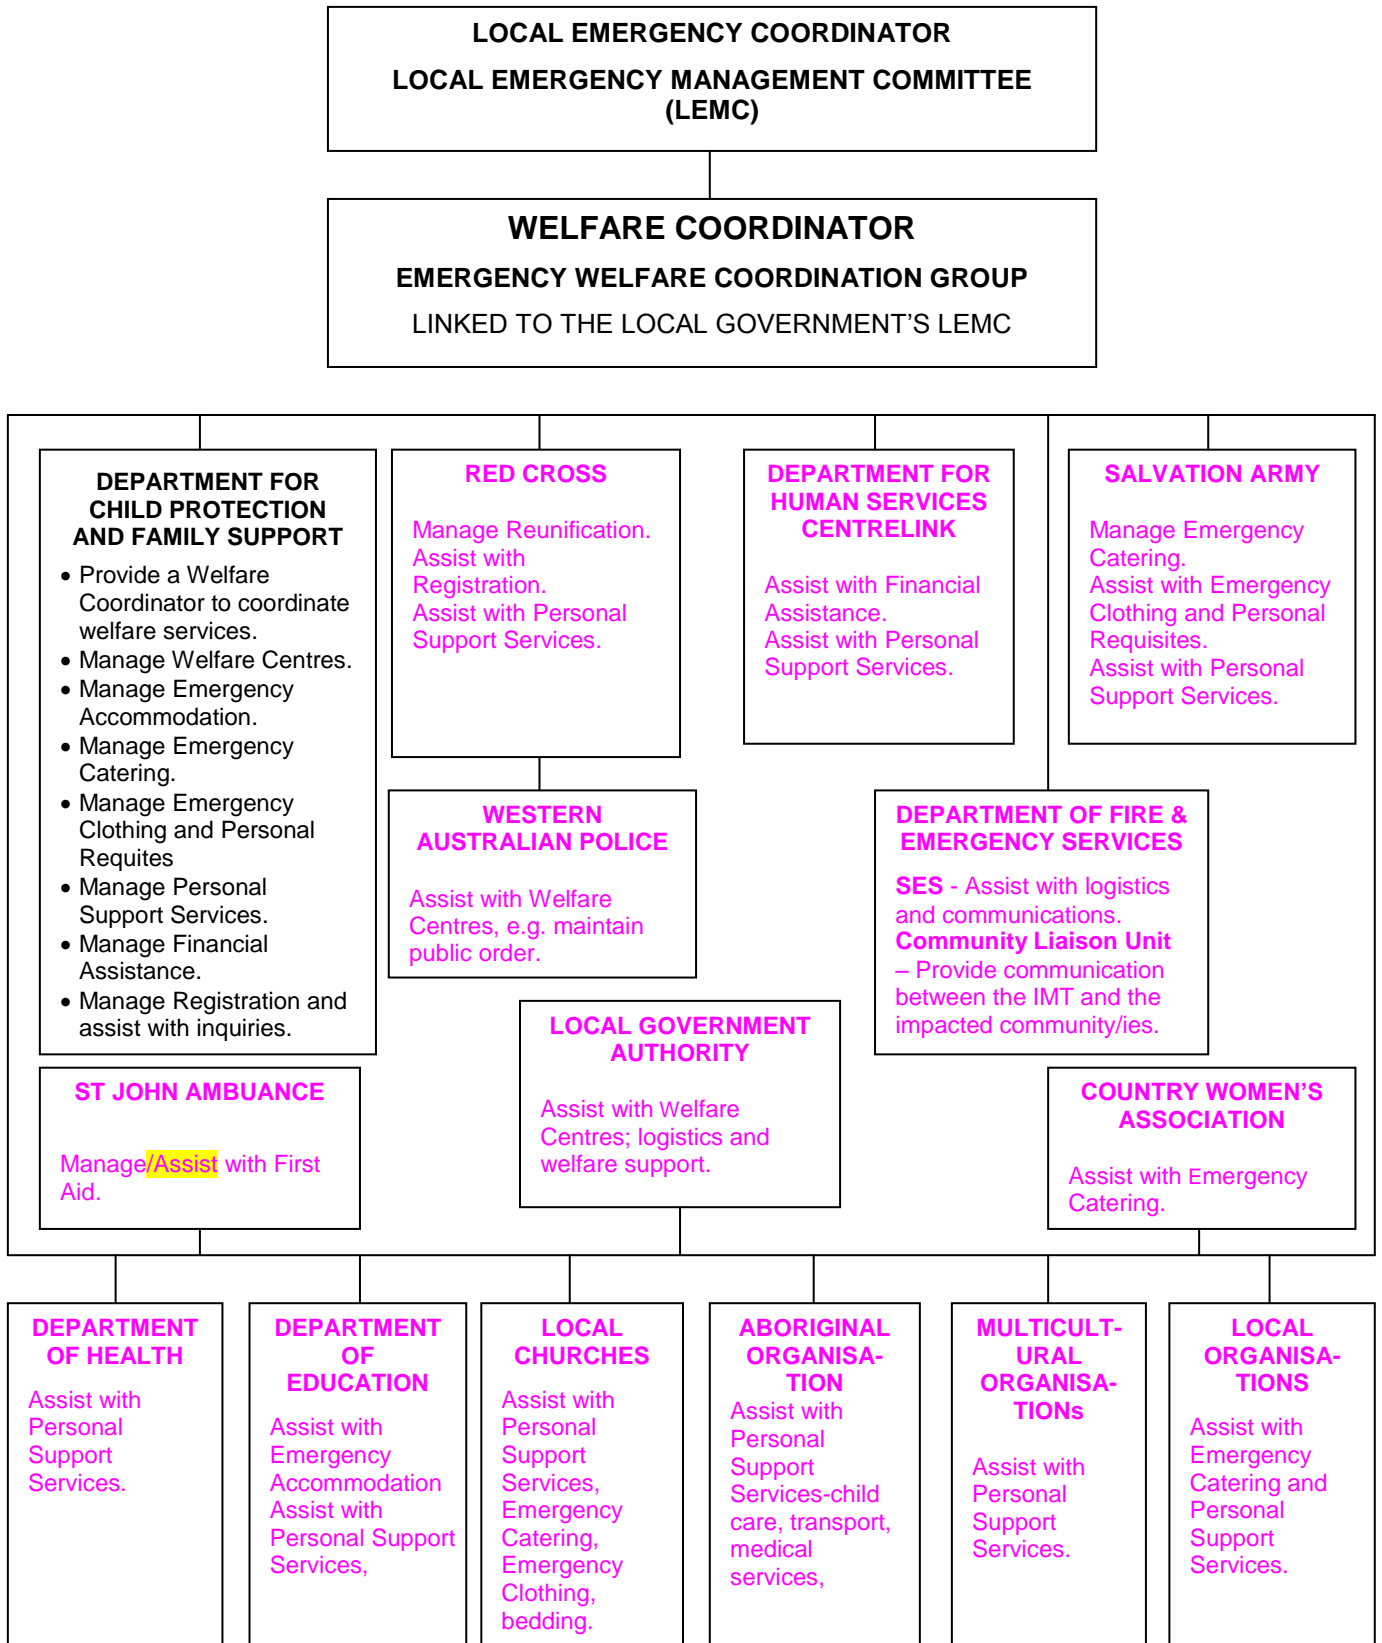 LOCAL EMERGENCY COORDINATOR
LOCAL EMERGENCY MANAGEMENT COMMITTEE
(LEMC)
WELFARE COORDINATOR
EMERGENCY WELFARE COORDINATION GROUP
LINKED TO THE LOCAL GOVERNMENT'S LEMC
DEPARTMENT FOR
CHILD PROTECTION
AND FAMILY SUPPORT
• Provide a Welfare
Coordinator to coordinate
welfare services.
• Manage Welfare Centres.
• Manage Emergency
Accommodation.
• Manage Emergency
Catering.
• Manage Emergency
Clothing and Personal
Requites
• Manage Personal
Support Services.
• Manage Financial
Assistance.
• Manage Registration and
assist with inquiries.
RED CROSS
Manage Reunification.
Assist with
Registration.
Assist with Personal
Support Services.
DEPARTMENT FOR
HUMAN SERVICES
CENTRELINK
Assist with Financial
Assistance.
Assist with Personal
Support Services.
SALVATION ARMY
Manage Emergency
Catering.
Assist with Emergency
Clothing and Personal
Requisites.
Assist with Personal
Support Services.
WESTERN
AUSTRALIAN POLICE
Assist with Welfare
Centres, e.g. maintain
public order.
DEPARTMENT OF FIRE &
EMERGENCY SERVICES
SES - Assist with logistics
and communications.
Community Liaison Unit
– Provide communication
between the IMT and the
impacted community/ies.
LOCAL GOVERNMENT
AUTHORITY
Assist with Welfare
Centres; logistics and
welfare support.
ST JOHN AMBUANCE
Manage/Assist with First
Aid.
COUNTRY WOMEN'S
ASSOCIATION
Assist with Emergency
Catering.
DEPARTMENT
OF HEALTH
Assist with
Personal
Support
Services.
DEPARTMENT
OF
EDUCATION
Assist with
Emergency
Accommodation
Assist with
Personal Support
Services,
LOCAL
CHURCHES
Assist with
Personal
Support
Services,
Emergency
Catering,
Emergency
Clothing,
bedding.
ABORIGINAL
ORGANISA-
TION
Assist with
Personal
Support
Services-child
care, transport,
medical
services,
MULTICULT-
URAL
ORGANISA-
TIONs
Assist with
Personal
Support
Services.
LOCAL
ORGANISA-
TIONS
Assist with
Emergency
Catering and
Personal
Support
Services.